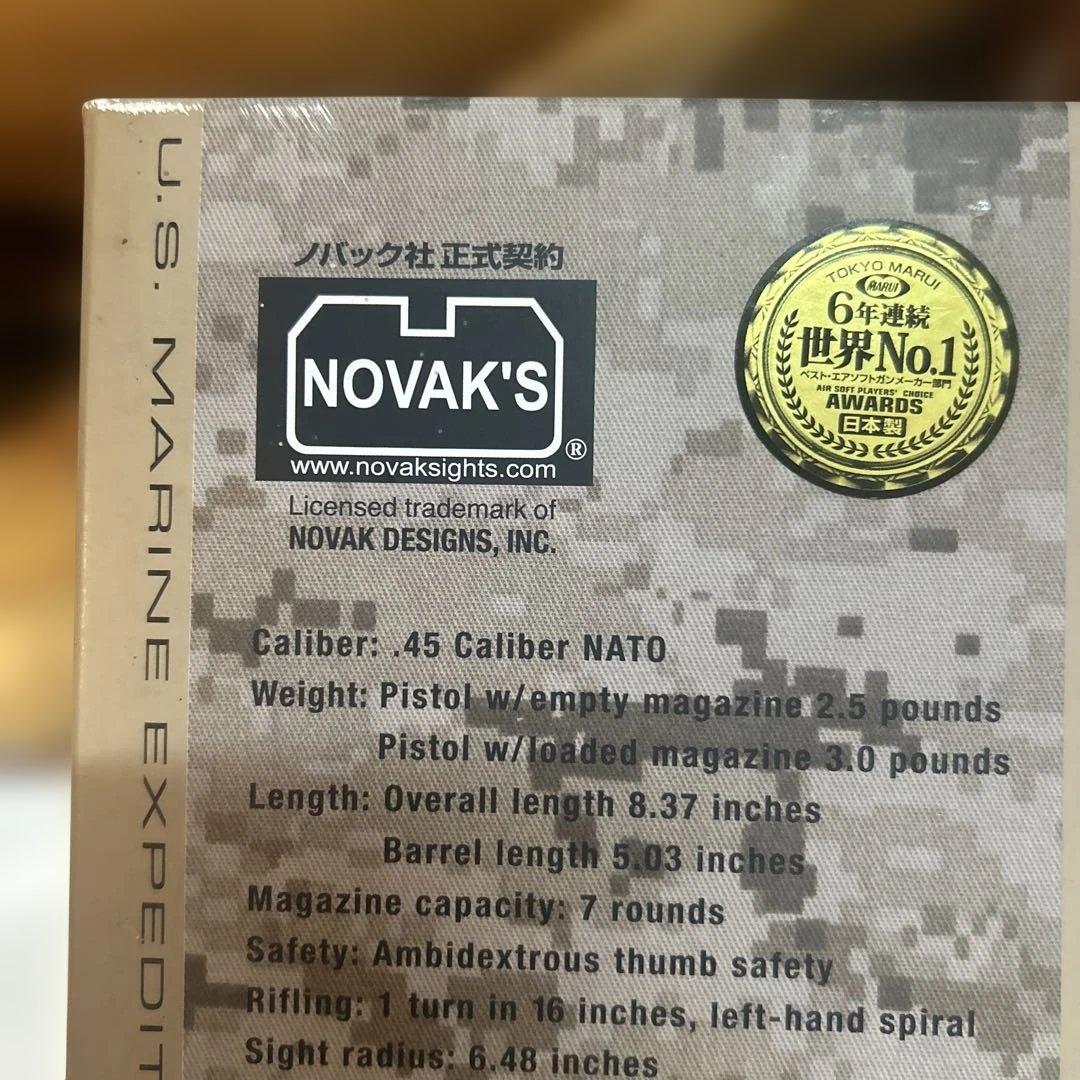 U.S. MARINE EXPEDIT
ノバック社 正式契約
NOVAK'S
®
www.novaksights.com
Licensed trademark of
NOVAK DESIGNS, INC.
TOKYO MARUI
MARUI
6年連続
世界No.1
ベスト・エアソフトガンメーカー部門
AIR SOFT PLAYERS' CHOICE
AWARDS
日本製
Caliber: .45 Caliber NATO
Weight: Pistol w/empty magazine 2.5 pounds
Pistol w/loaded magazine 3.0 pounds
Length: Overall length 8.37 inches
Barrel length 5.03 inches
Magazine capacity: 7 rounds
Safety: Ambidextrous thumb safety
Rifling: 1 turn in 16 inches, left-hand spiral
Sight radius: 6.48 inches